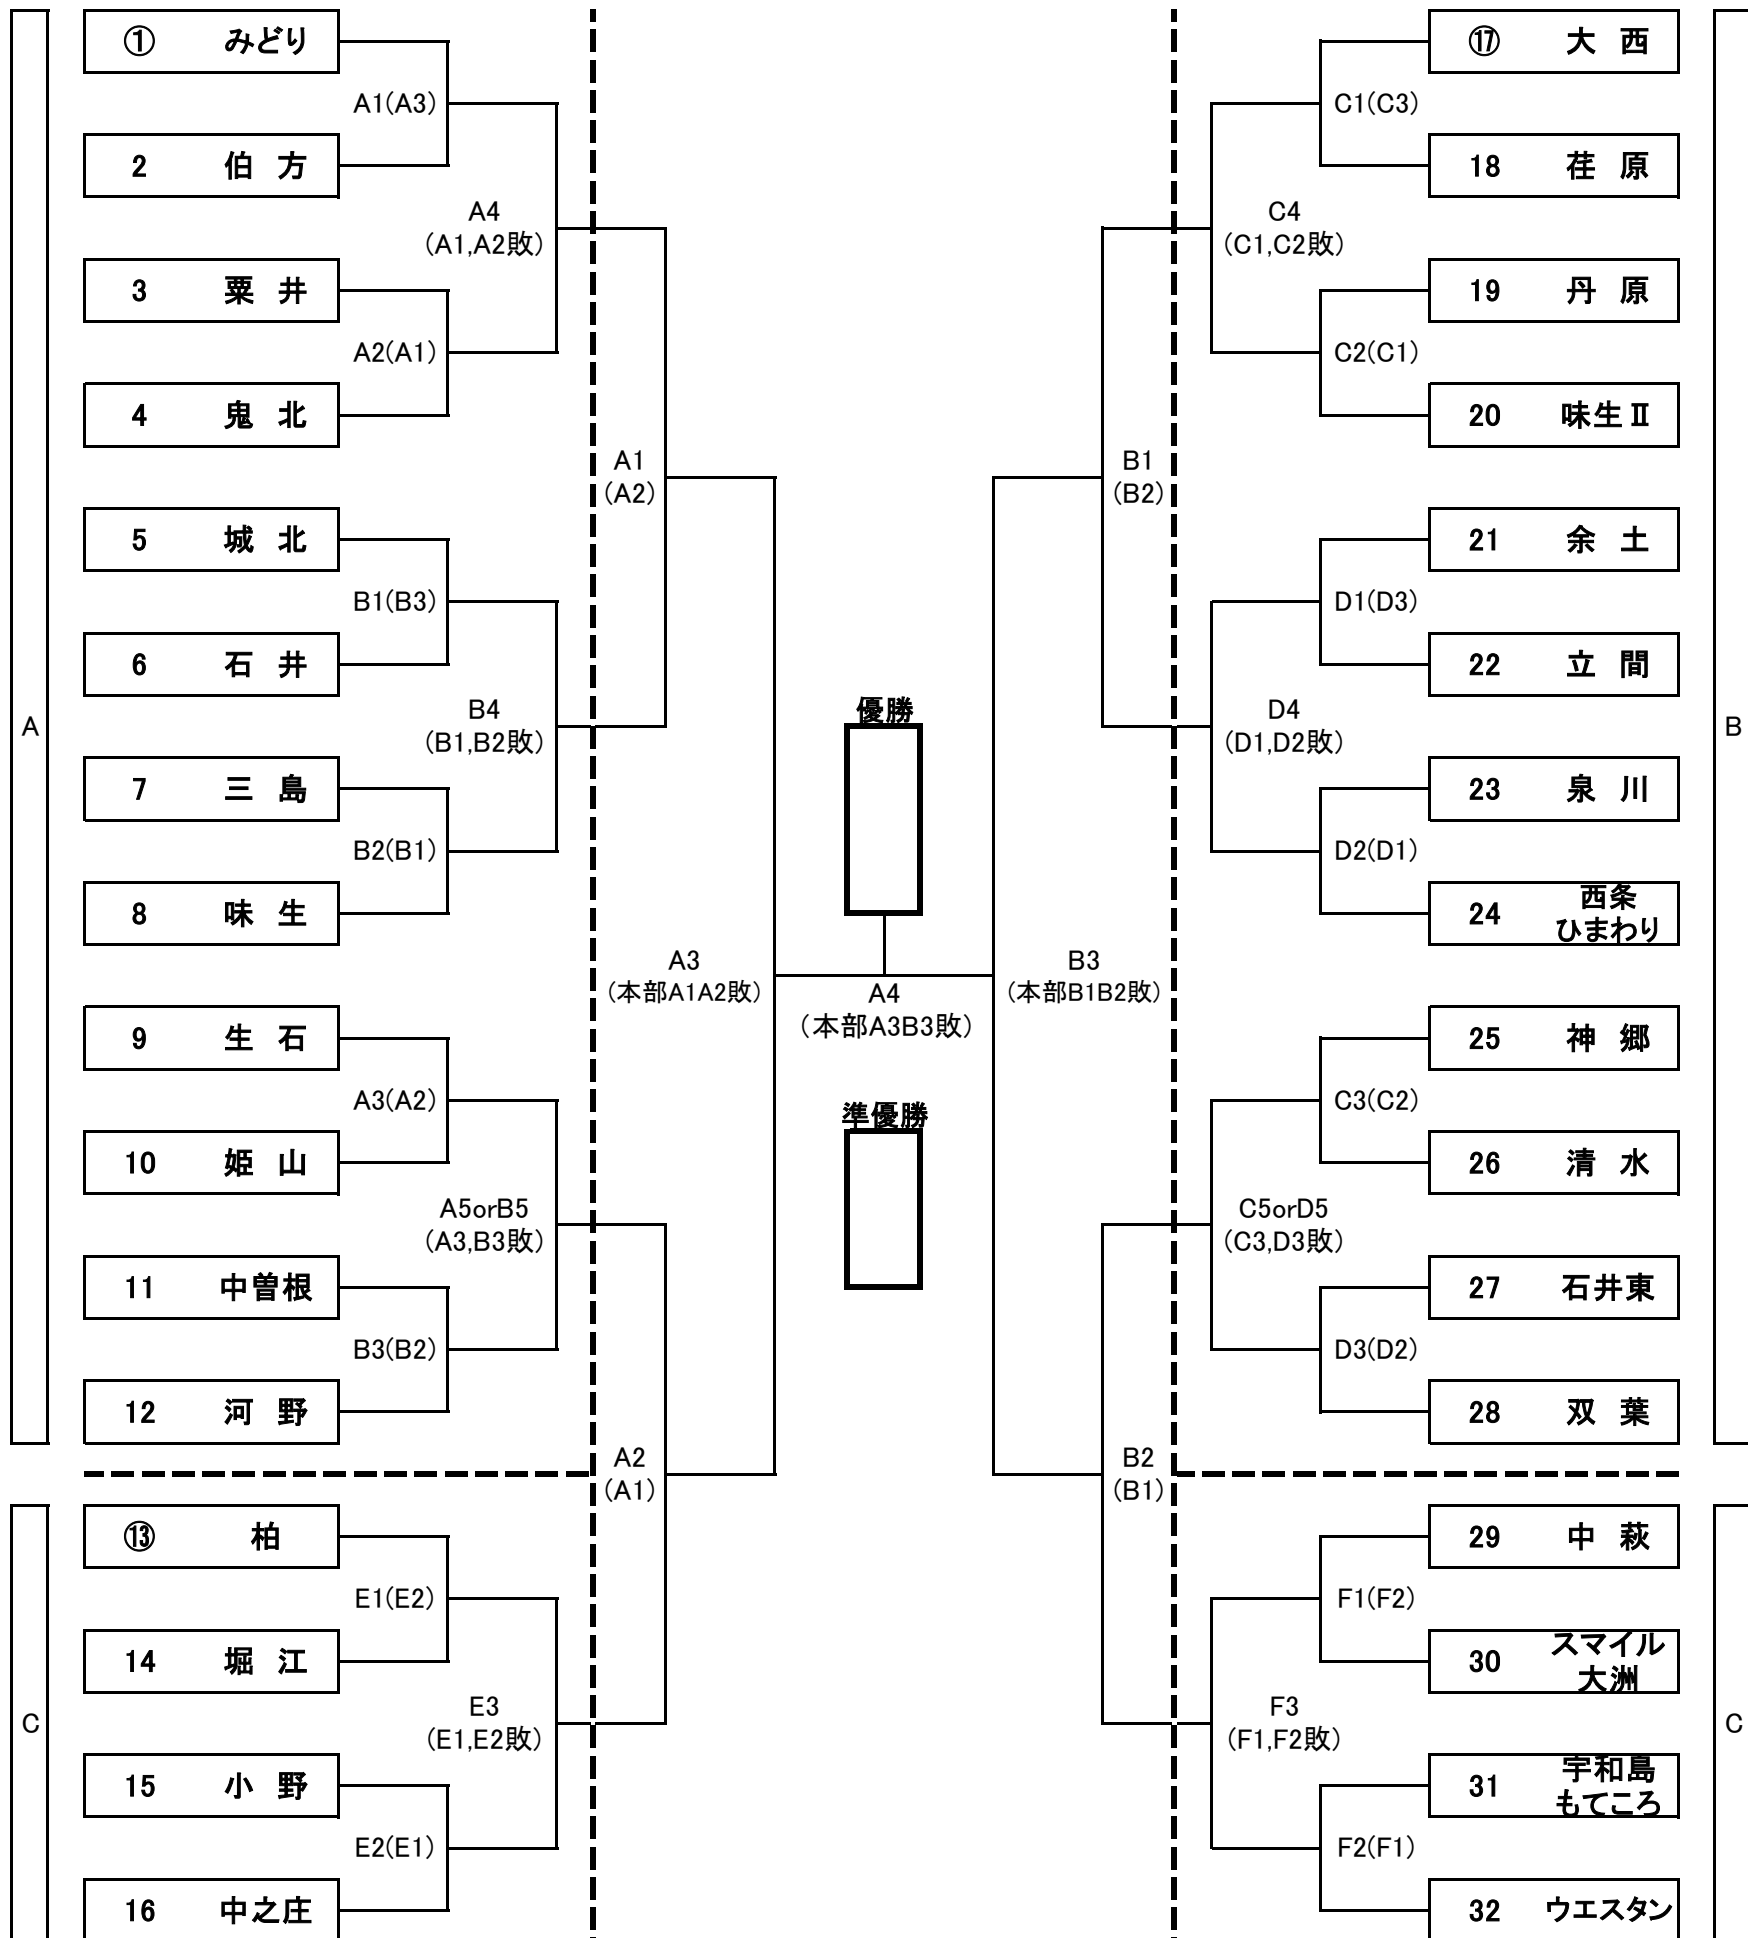 ① みどり
A1(A3)
2 伯方
A4
(A1,A2敗)
3 粟井
A2(A1)
4 鬼北
A1
(A2)
5 城北
B1(B3)
6 石井
B4
(B1,B2敗)
A
7 三島
B2(B1)
8 味生
A3
(本部A1A2敗)
9 生石
A3(A2)
10 姫山
A5orB5
(A3,B3敗)
11 中曽根
B3(B2)
12 河野
A2
(A1)
⑬ 柏
E1(E2)
14 堀江
E3
(E1,E2敗)
C
15 小野
E2(E1)
16 中之庄
優勝
A4
(本部A3B3敗)
準優勝
⑰ 大西
C1(C3)
18 荏原
C4
(C1,C2敗)
19 丹原
C2(C1)
20 味生Ⅱ
B1
(B2)
21 余土
D1(D3)
22 立間
D4
(D1,D2敗)
B
23 泉川
D2(D1)
24 西条
ひまわり
B3
(本部B1B2敗)
25 神郷
C3(C2)
26 清水
C5orD5
(C3,D3敗)
27 石井東
D3(D2)
28 双葉
B2
(B1)
29 中萩
F1(F2)
30 スマイル
大洲
F3
(F1,F2敗)
C
31 宇和島
もてころ
F2(F1)
32 ウエスタン